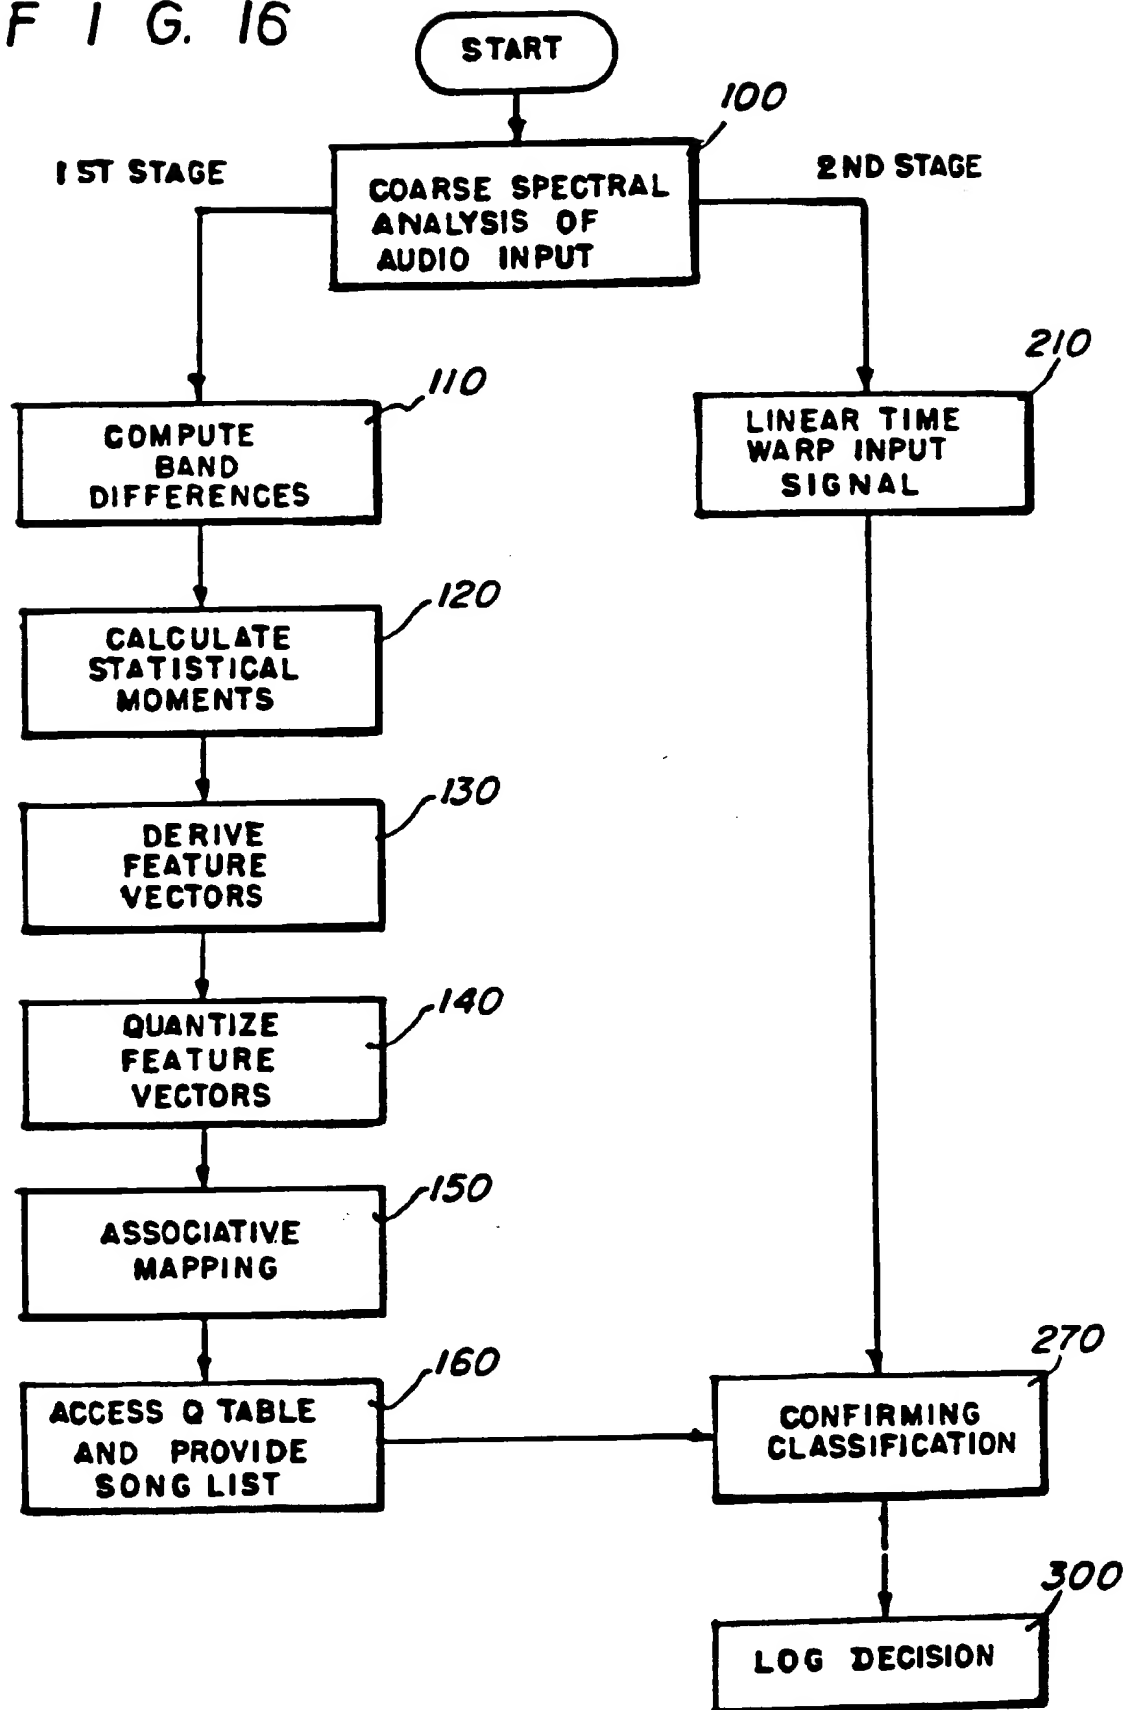 F I G. 16
START
100
1ST STAGE
2ND STAGE
COARSE SPECTRAL
ANALYSIS OF
AUDIO INPUT
210
110
LINEAR TIME
WARP INPUT
SIGNAL
COMPUTE
BAND
DIFFERENCES
120
CALCULATE
STATISTICAL
MOMENTS
130
DERIVE
FEATURE
VECTORS
140
QUANTIZE
FEATURE
VECTORS
150
ASSOCIATIVE
MAPPING
160
ACCESS Q TABLE
AND PROVIDE
SONG LIST
270
CONFIRMING
CLASSIFICATION
300
LOG DECISION